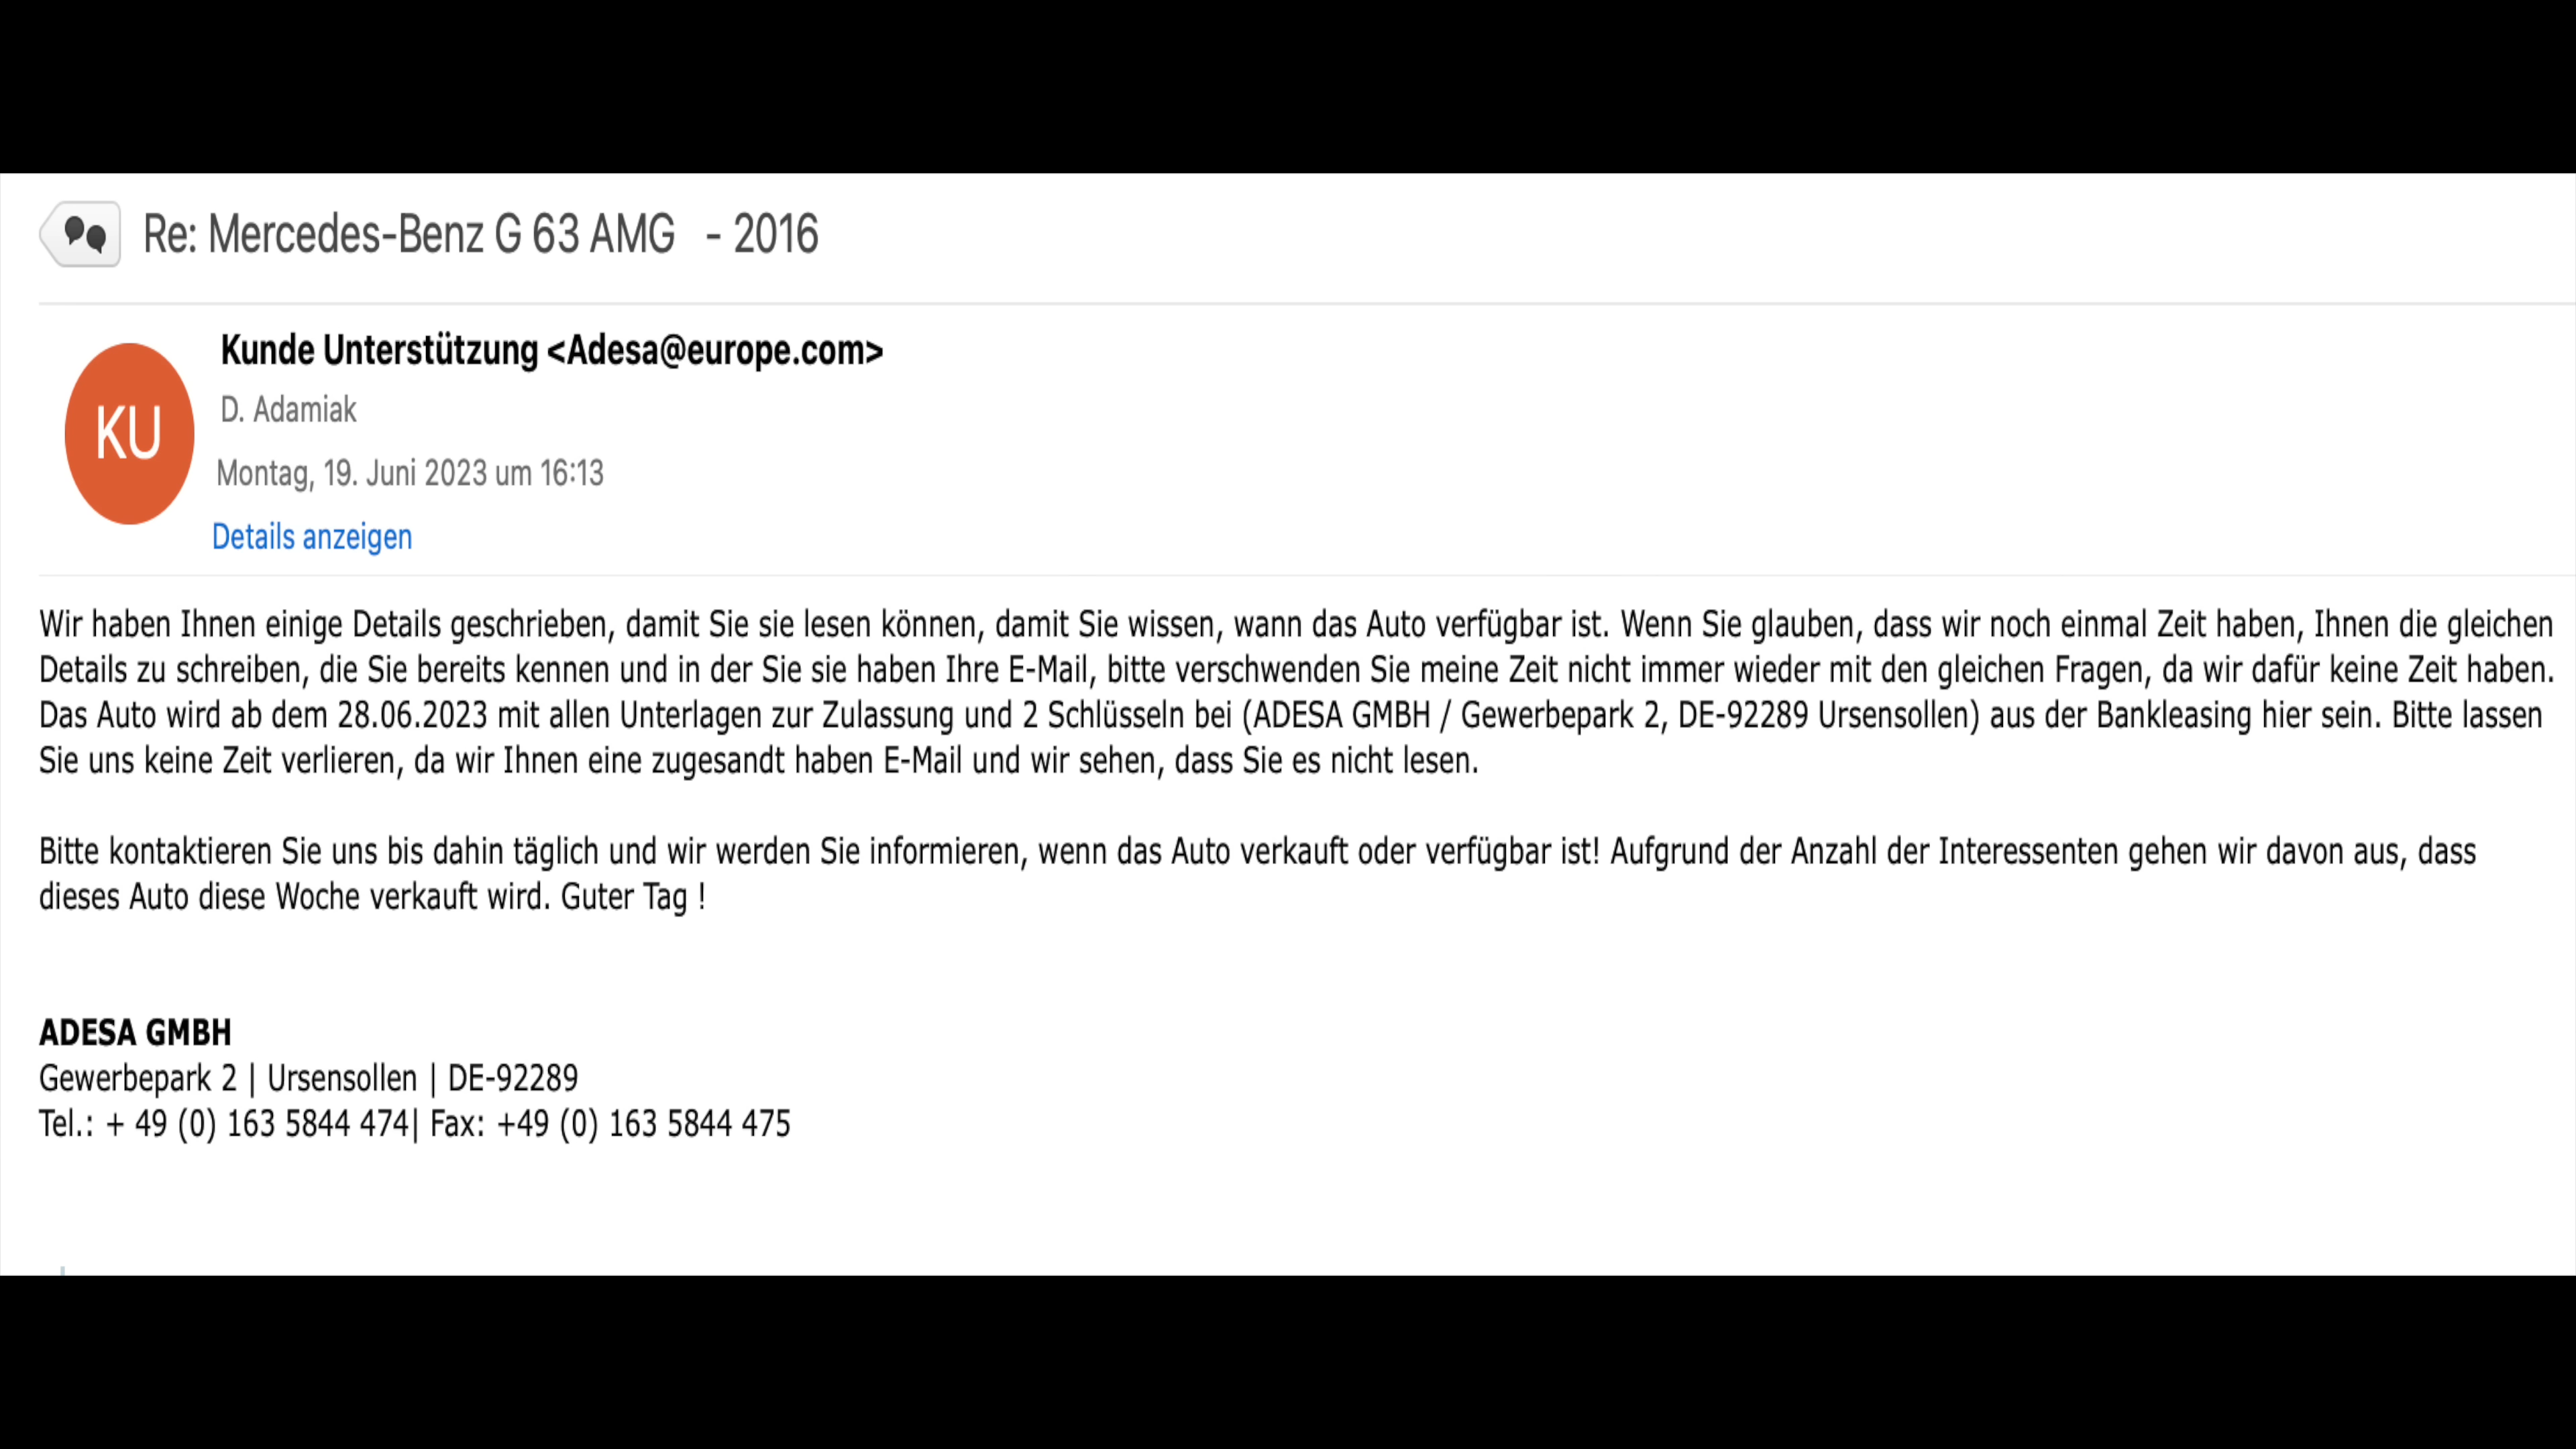 Re: Mercedes-Benz G 63 AMG - 2016
Kunde Unterstützung <Adesa@europe.com>
KU
D. Adamiak
Montag, 19. Juni 2023 um 16:13
Details anzeigen
Wir haben Ihnen einige Details geschrieben, damit Sie sie lesen können, damit Sie wissen, wann das Auto verfügbar ist. Wenn Sie glauben, dass wir noch einmal Zeit haben, Ihnen die gleichen
Details zu schreiben, die Sie bereits kennen und in der Sie sie haben Ihre E-Mail, bitte verschwenden Sie meine Zeit nicht immer wieder mit den gleichen Fragen, da wir dafür keine Zeit haben.
Das Auto wird ab dem 28.06.2023 mit allen Unterlagen zur Zulassung und 2 Schlüsseln bei (ADESA GMBH / Gewerbepark 2, DE-92289 Ursensollen) aus der Bankleasing hier sein. Bitte lassen
Sie uns keine Zeit verlieren, da wir Ihnen eine zugesandt haben E-Mail und wir sehen, dass Sie es nicht lesen.
Bitte kontaktieren Sie uns bis dahin täglich und wir werden Sie informieren, wenn das Auto verkauft oder verfügbar ist! Aufgrund der Anzahl der Interessenten gehen wir davon aus, dass
dieses Auto diese Woche verkauft wird. Guter Tag !
ADESA GMBH
Gewerbepark 2 | Ursensollen | DE-92289
Tel.: + 49 (0) 163 5844 474| Fax: +49 (0) 163 5844 475